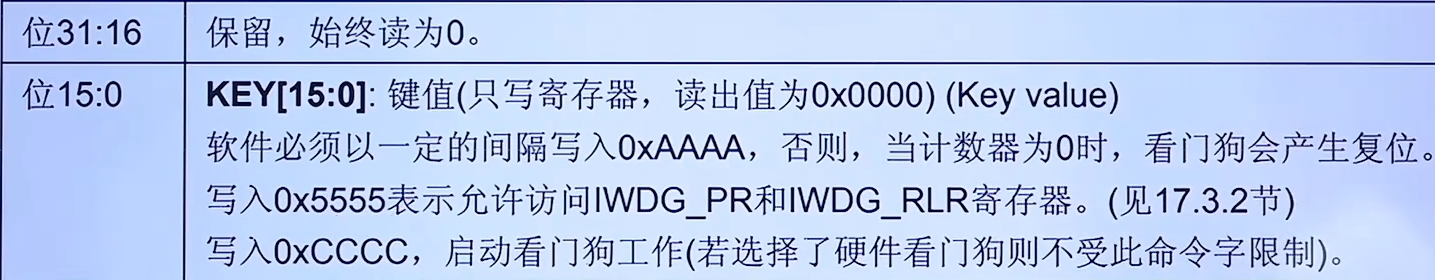 位31:16 保留，始终读为0。
位15:0 KEY[15:0]: 键值(只写寄存器，读出值为0x0000) (Key value)
软件必须以一定的间隔写入0xAAAA，否则，当计数器为0时，看门狗会产生复位。
写入0x5555表示允许访问IWDG_PR和IWDG_RLR寄存器。(见17.3.2节)
写入0xCCCC，启动看门狗工作(若选择了硬件看门狗则不受此命令字限制)。